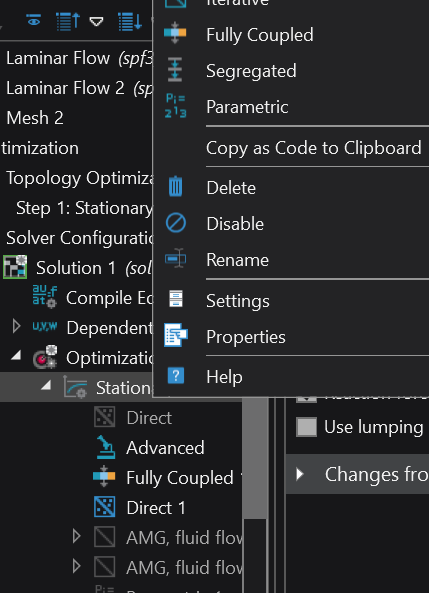 Iterative
Fully Coupled
Segregated
Parametric
Copy as Code to Clipboard
Delete
Disable
Rename
Settings
Properties
Help
Laminar Flow (spf3
Laminar Flow 2 (sp
Mesh 2
timization
Topology Optimiza
Step 1: Stationary
Solver Configuratio
Solution 1 (sol
Compile Eq
Dependent
Optimizatio
Stationa
Direct
Advanced
Fully Coupled 1
Direct 1
AMG, fluid flow
AMG, fluid flow
Use lumping
Changes fro